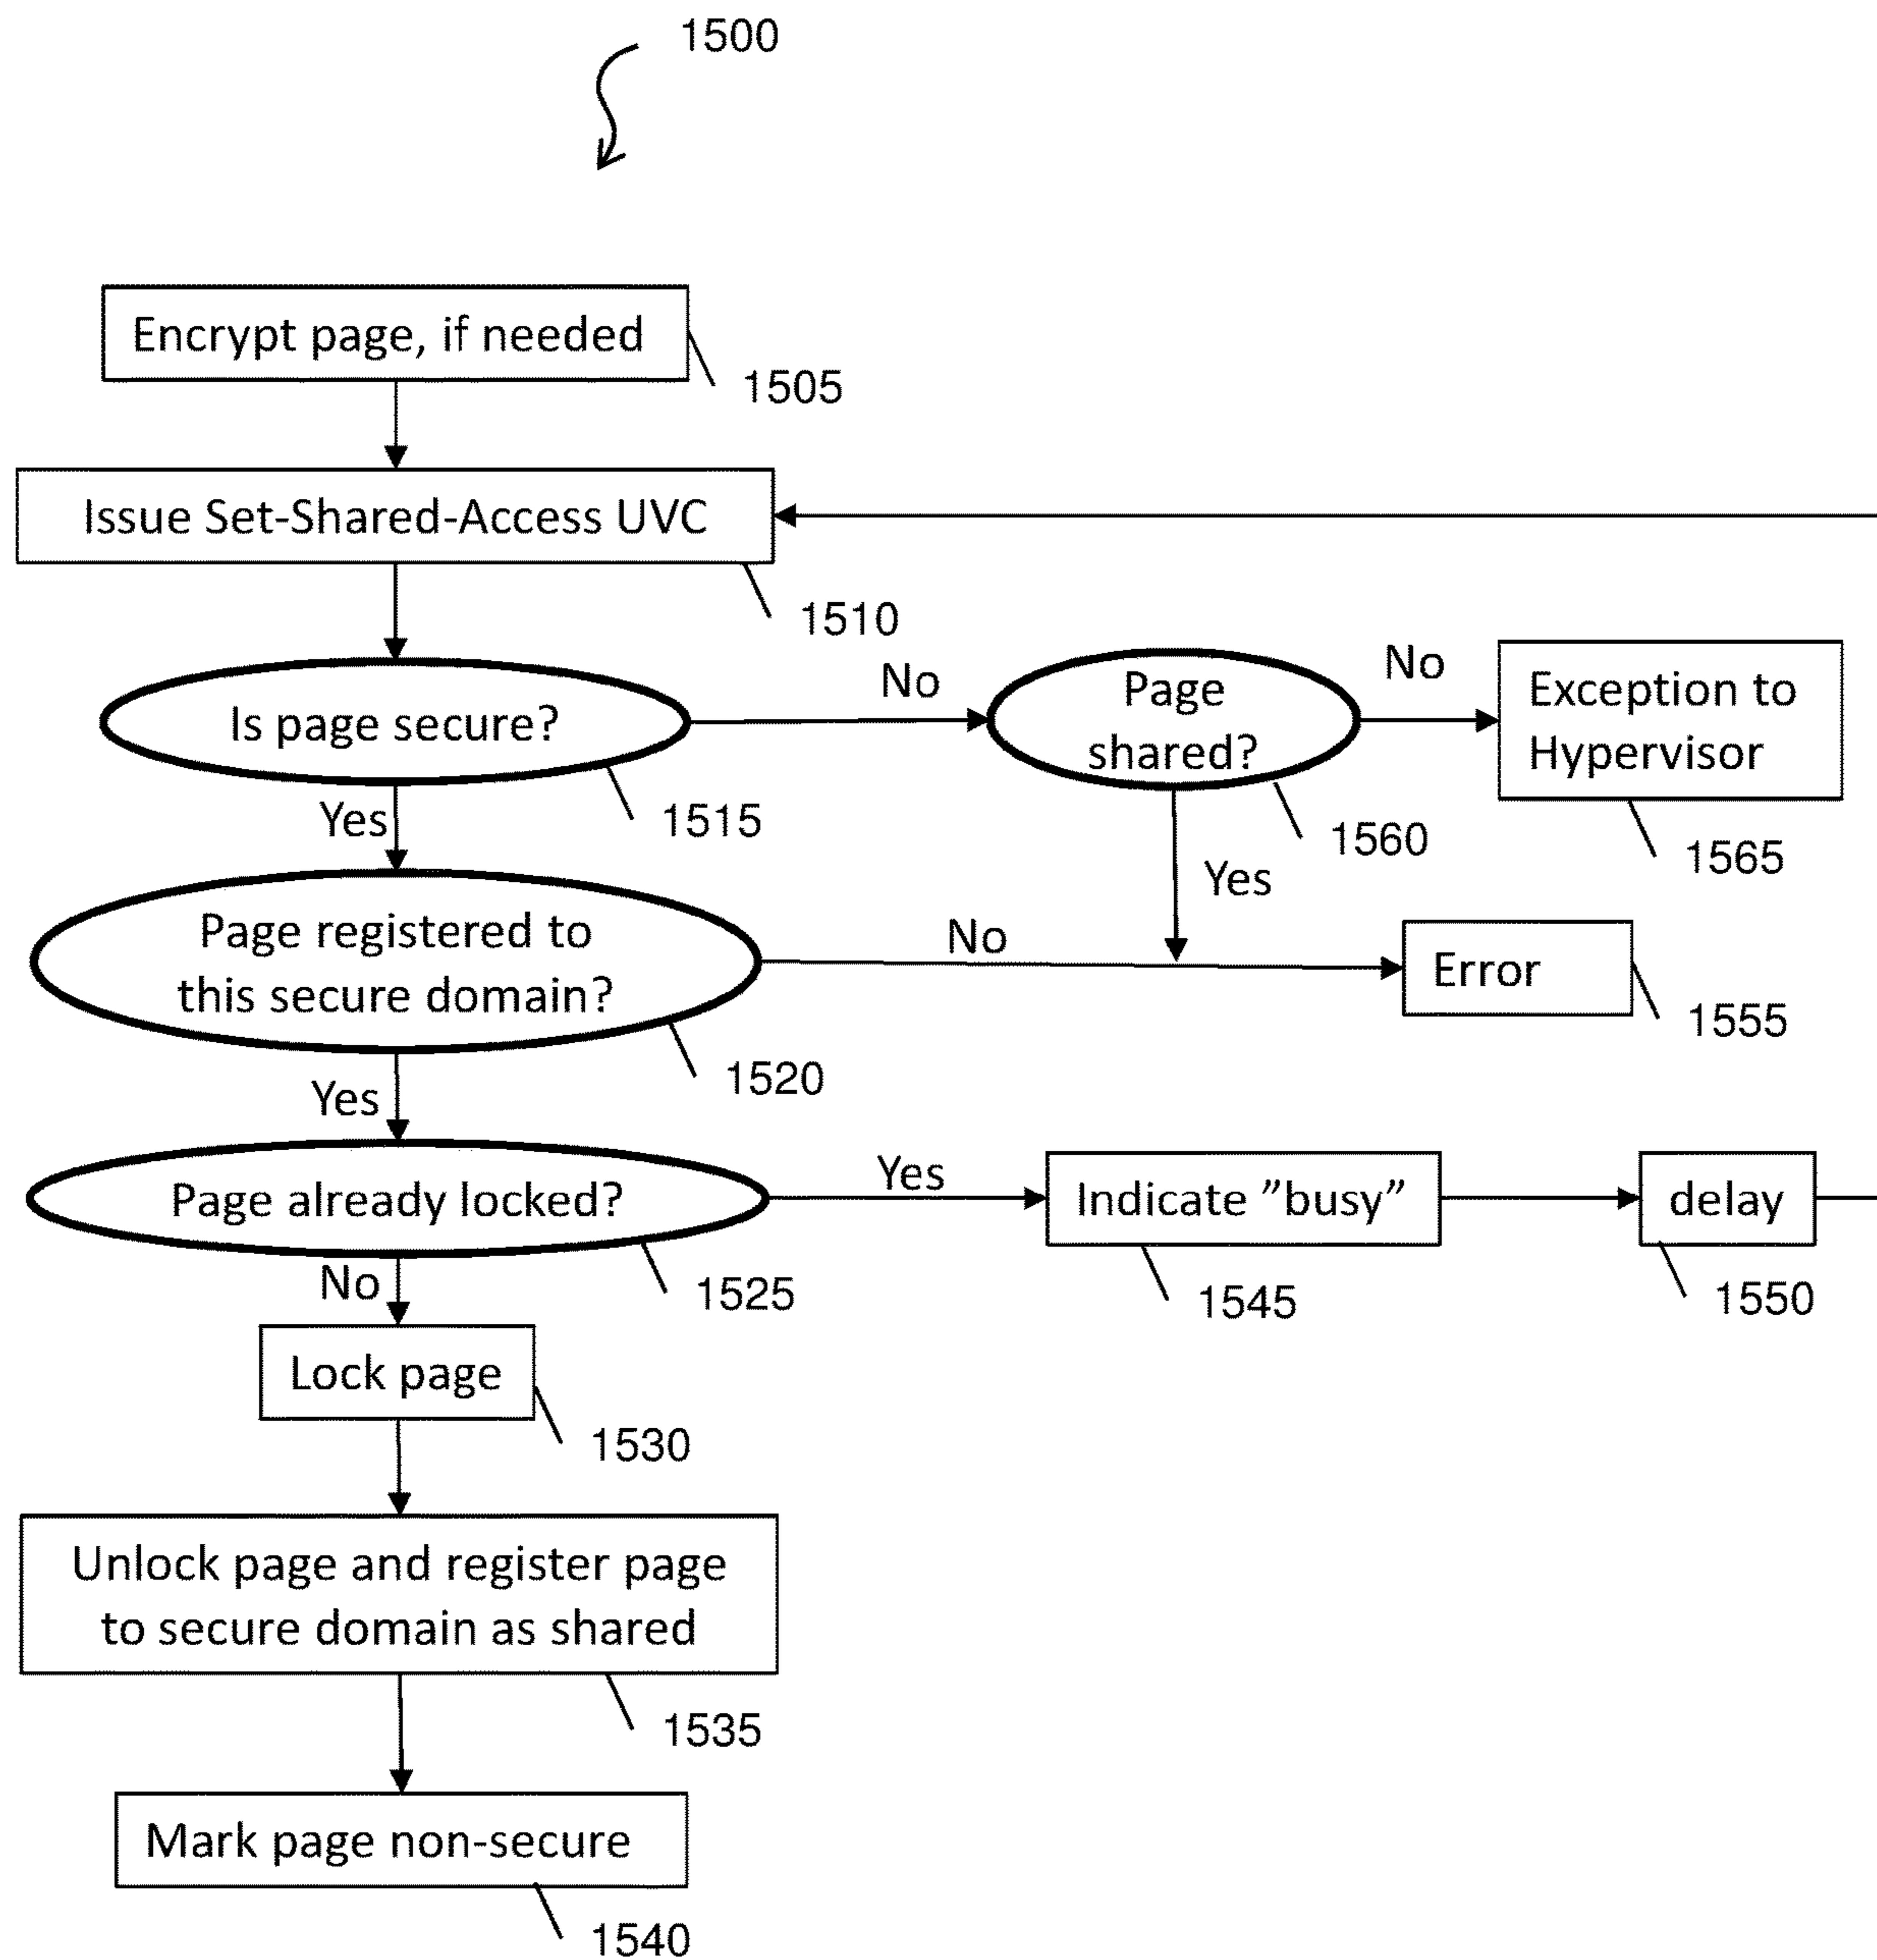 1500
Encrypt page, if needed
1505
Issue Set-Shared-Access UVC
1510
Is page secure?
1515
No
Page
shared?
1560
No
Exception to
Hypervisor
1565
Yes
Yes
Page registered to
this secure domain?
1520
No
Error
1555
Yes
Page already locked?
1525
Yes
Indicate ”busy”
1545
delay
1550
No
Lock page
1530
Unlock page and register page
to secure domain as shared
1535
Mark page non-secure
1540